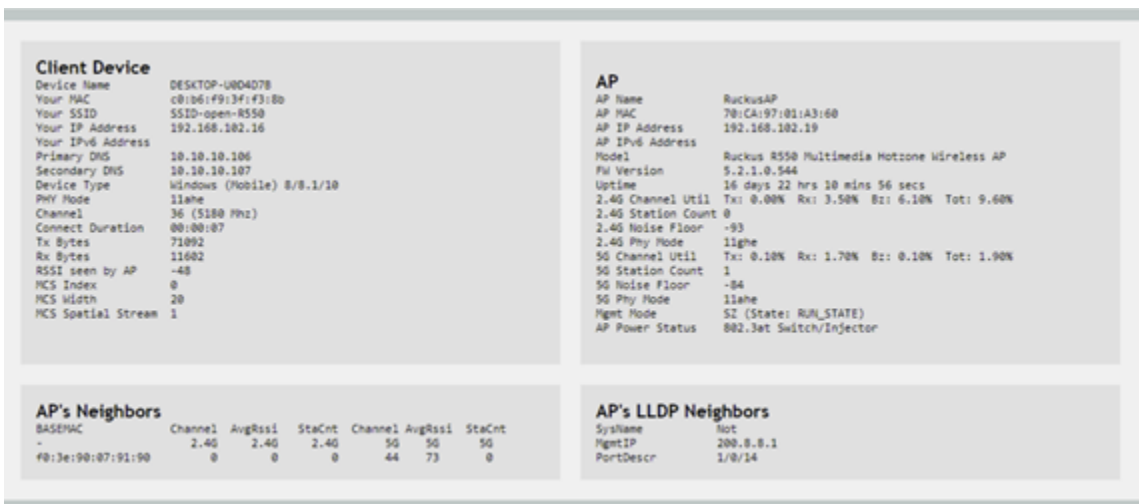 Client Device
Device Name DESKTOP-U0D4D78
Your MAC c0:b6:f9:3f:f3:8b
Your SSID SSID-open-R550
Your IP Address 192.168.102.16
Your IPv6 Address
Primary DNS 10.10.10.106
Secondary DNS 10.10.10.107
Device Type Windows (Mobile) 8/8.1/10
PHY Mode 11ahe
Channel 36 (5180 Mhz)
Connect Duration 00:00:07
Tx Bytes 71092
Rx Bytes 11602
RSSI seen by AP -48
MCS Index 0
MCS Width 20
MCS Spatial Stream 1
AP
AP Name RuckusAP
AP MAC 70:CA:97:01:A3:60
AP IP Address 192.168.102.19
AP IPv6 Address
Model Ruckus R550 Multimedia Hotzone Wireless AP
FW Version 5.2.1.0.544
Uptime 16 days 22 hrs 10 mins 56 secs
2.4G Channel Util Tx: 0.00% Rx: 3.50% Bz: 6.10% Tot: 9.60%
2.4G Station Count 0
2.4G Noise Floor -93
2.4G Phy Mode 11ghe
5G Channel Util Tx: 0.10% Rx: 1.70% Bz: 0.10% Tot: 1.90%
5G Station Count 1
5G Noise Floor -84
5G Phy Mode 11ahe
Mgmt Mode SZ (State: RUN_STATE)
AP Power Status 802.3at Switch/Injector
AP's Neighbors
BASEMAC Channel AvgRssi StaCnt Channel AvgRssi StaCnt
- 2.4G 2.4G 2.4G 5G 5G 5G
f0:3e:90:07:91:90 0 0 0 44 73 0
AP's LLDP Neighbors
SysName Not
MgmtIP 200.8.8.1
PortDescr 1/0/14